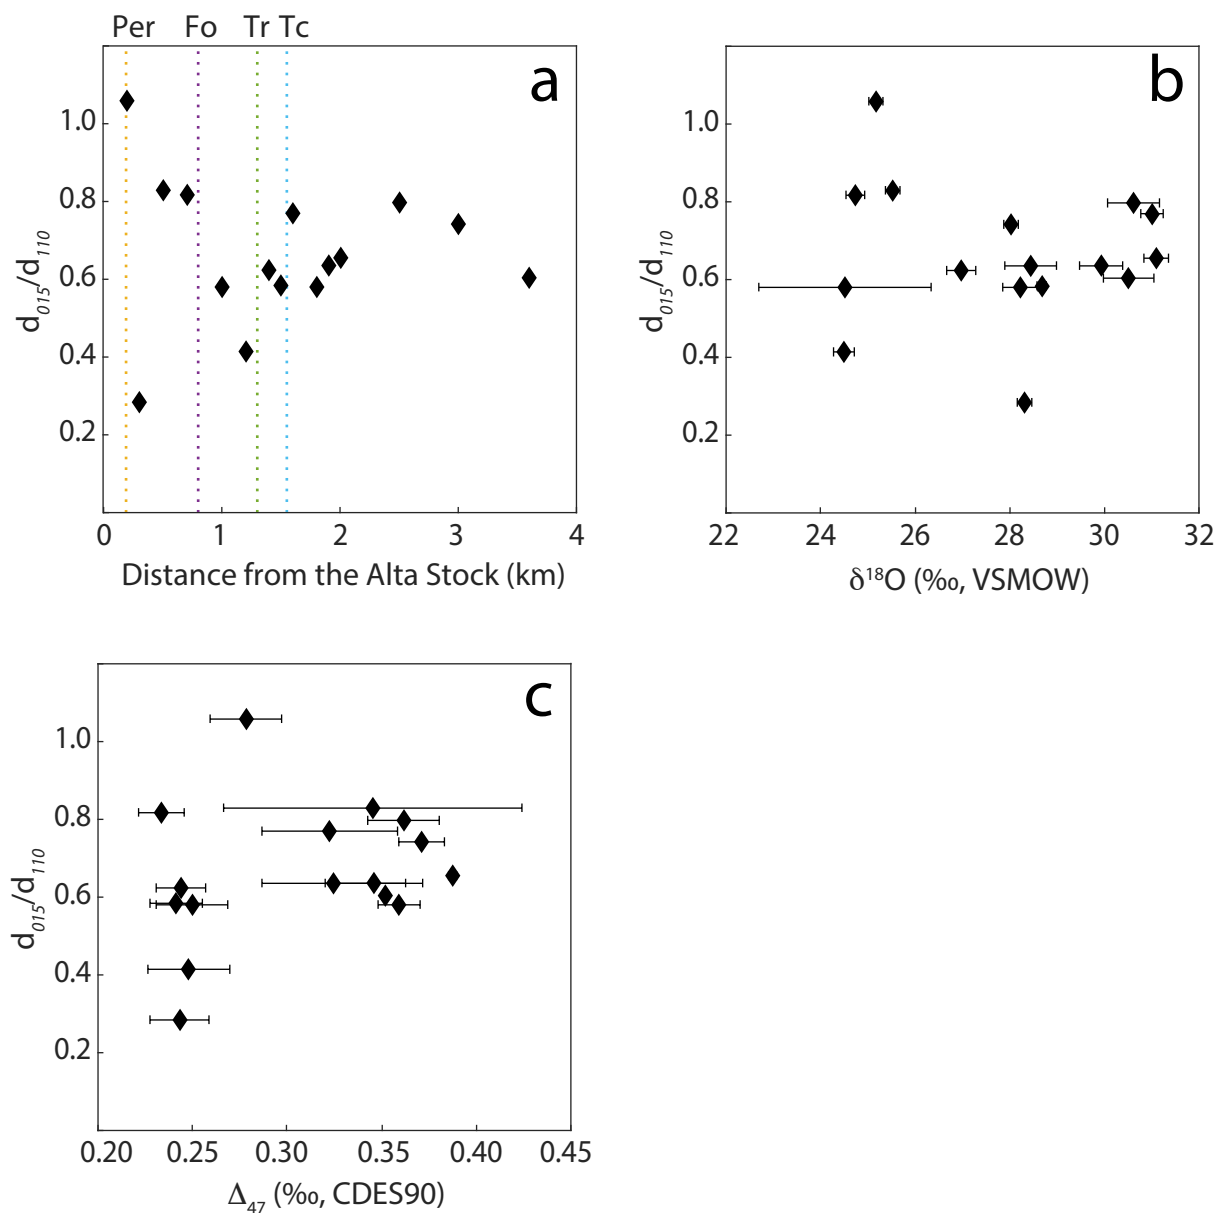 Per Fo Tr Tc
a
1.0
0.8
0.6
0.4
0.2
d015/d110
0 1 2 3 4
Distance from the Alta Stock (km)
b
1.0
0.8
0.6
0.4
0.2
d015/d110
22 24 26 28 30 32
δ18O (‰, VSMOW)
c
1.0
0.8
0.6
0.4
0.2
d015/d110
0.20 0.25 0.30 0.35 0.40 0.45
Δ47 (‰, CDES90)